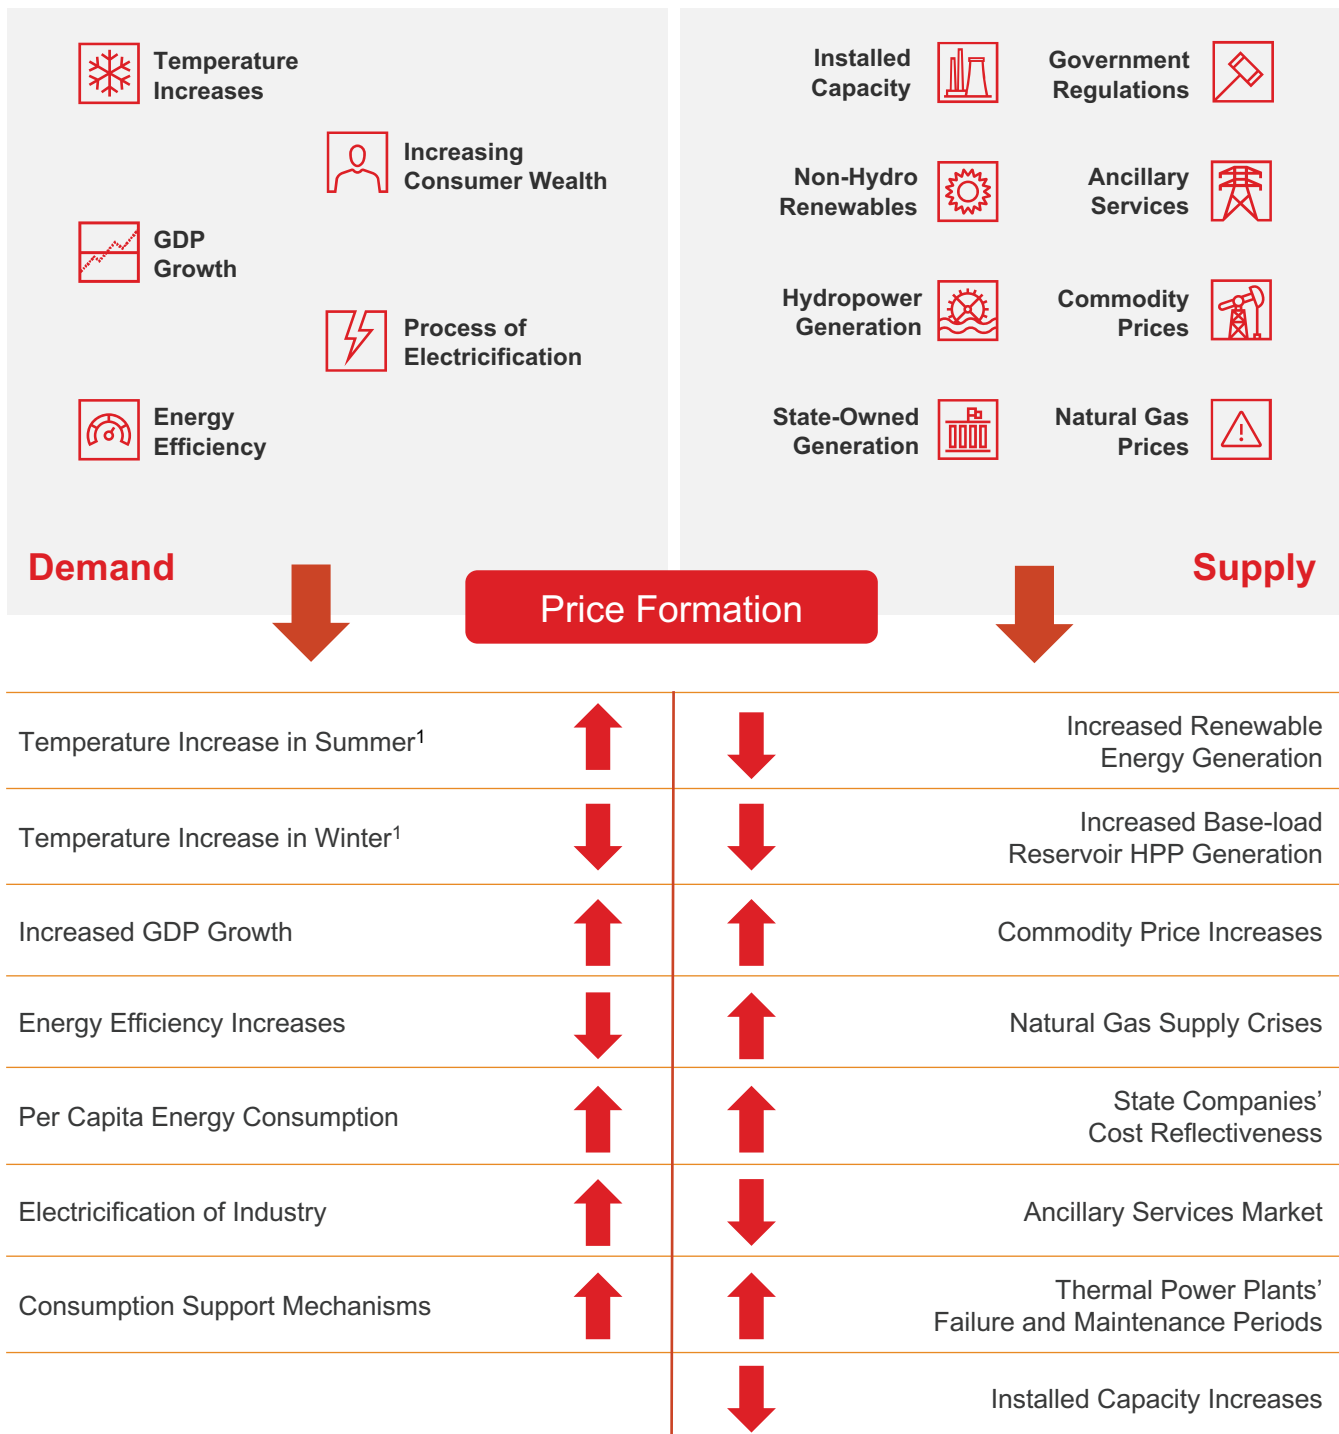 Temperature
Increases
Increasing
Consumer Wealth
GDP
Growth
Process of
Electricification
Energy
Efficiency
Demand
Installed
Capacity
Government
Regulations
Non-Hydro
Renewables
Ancillary
Services
Hydropower
Generation
Commodity
Prices
State-Owned
Generation
Natural Gas
Prices
Supply
Price Formation
Temperature Increase in Summer¹
Increased Renewable
Energy Generation
Temperature Increase in Winter¹
Increased Base-load
Reservoir HPP Generation
Increased GDP Growth
Commodity Price Increases
Energy Efficiency Increases
Natural Gas Supply Crises
Per Capita Energy Consumption
State Companies’
Cost Reflectiveness
Electricification of Industry
Ancillary Services Market
Consumption Support Mechanisms
Thermal Power Plants’
Failure and Maintenance Periods
Installed Capacity Increases